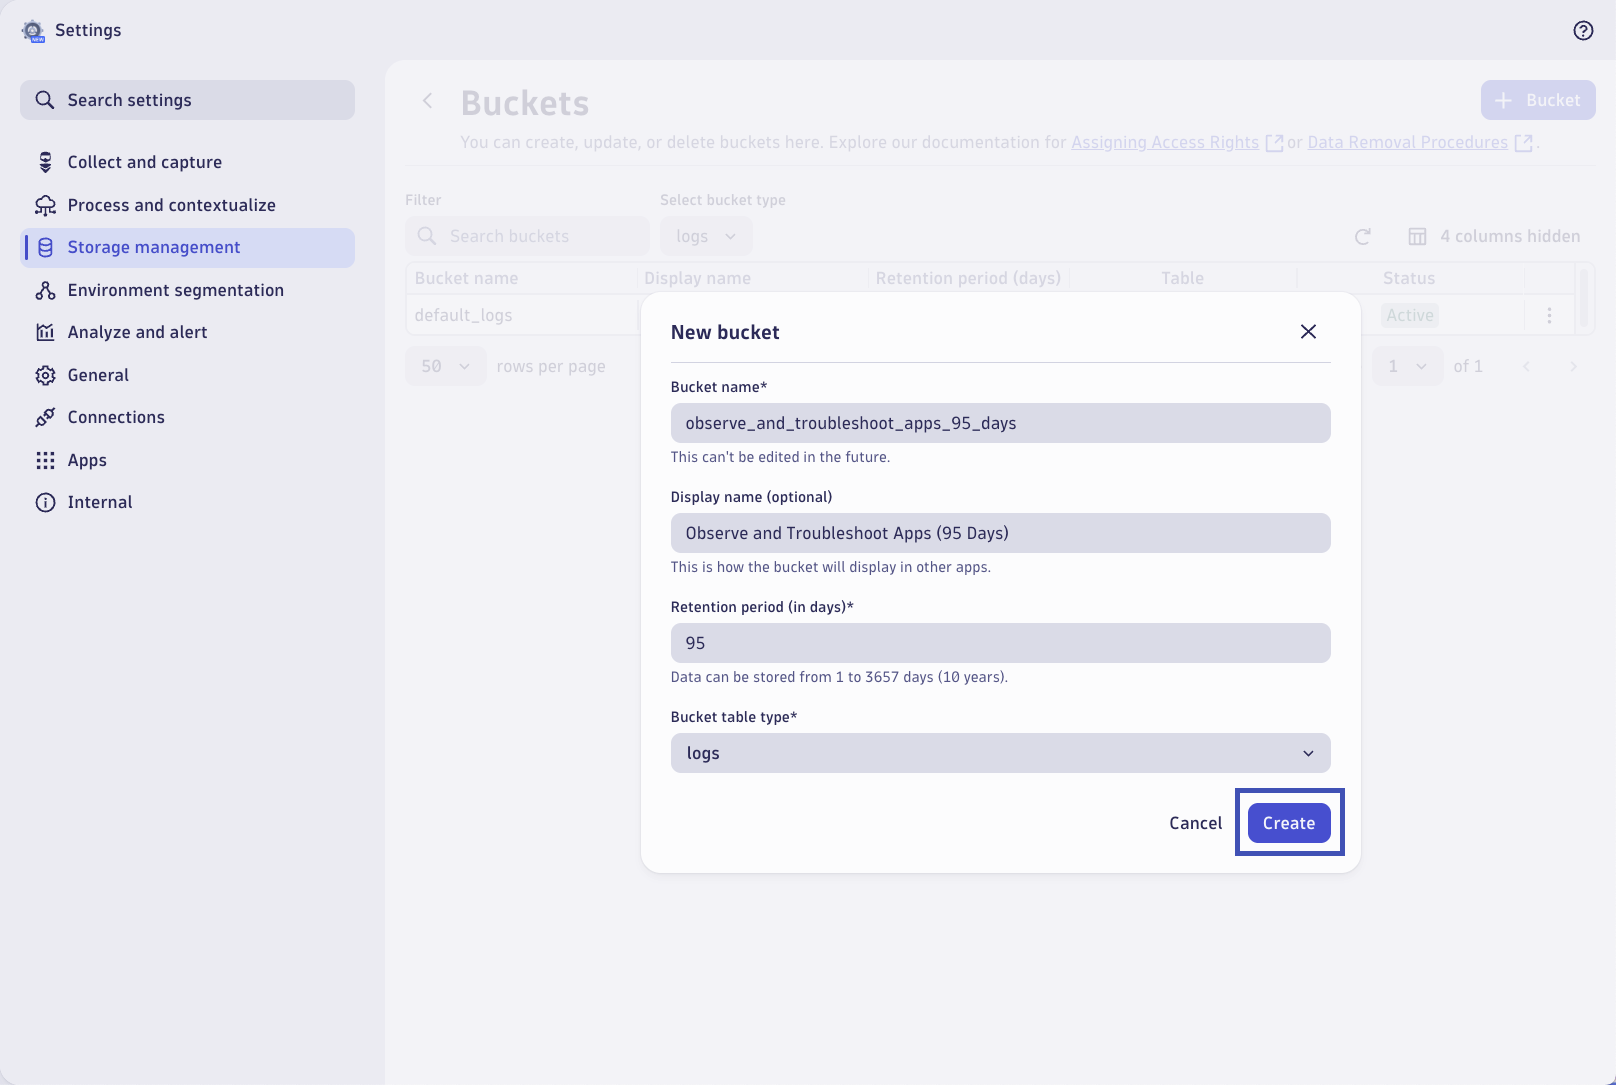 Settings
Search settings
Collect and capture
Process and contextualize
Storage management
Environment segmentation
Analyze and alert
General
Connections
Apps
Internal
Buckets
+ Bucket
You can create, update, or delete buckets here. Explore our documentation for Assigning Access Rights or Data Removal Procedures .
Filter
Select bucket type
Search buckets
logs
4 columns hidden
Bucket name Display name Retention period (days) Table Status
default_logs Active
50 rows per page
1 of 1
New bucket
Bucket name*
observe_and_troubleshoot_apps_95_days
This can't be edited in the future.
Display name (optional)
Observe and Troubleshoot Apps (95 Days)
This is how the bucket will display in other apps.
Retention period (in days)*
95
Data can be stored from 1 to 3657 days (10 years).
Bucket table type*
logs
Cancel Create